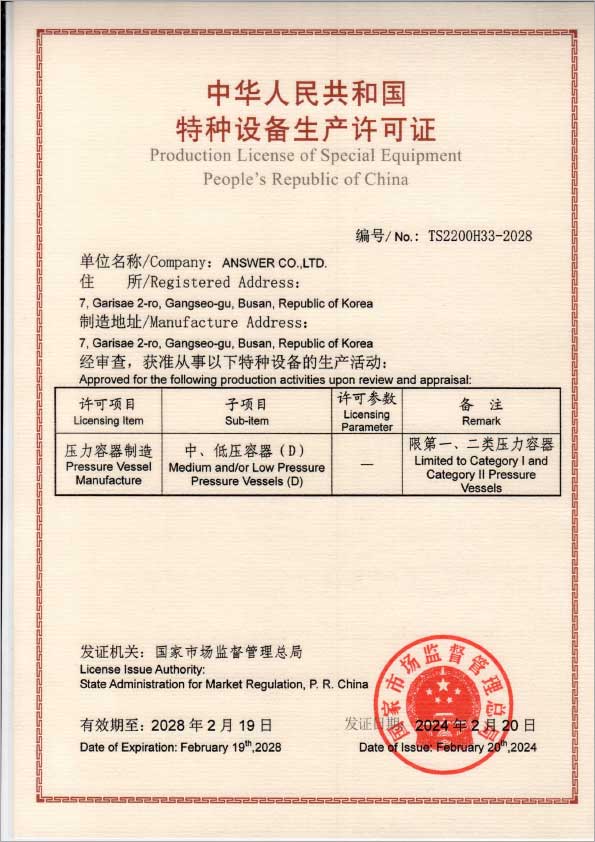 中华人民共和国
特种设备生产许可证
Production License of Special Equipment
People's Republic of China
编号/ No.: TS2200H33-2028
单位名称/Company: ANSWER CO.,LTD.
住 所/Registered Address:
7, Garisae 2-ro, Gangseo-gu, Busan, Republic of Korea
制造地址/Manufacture Address:
7, Garisae 2-ro, Gangseo-gu, Busan, Republic of Korea
经审查，获准从事以下特种设备的生产活动:
Approved for the following production activities upon review and appraisal:
许可项目
Licensing Item
子项目
Sub-item
许可参数
Licensing
Parameter
备 注
Remark
压力容器制造
Pressure Vessel
Manufacture
中、低压容器（D）
Medium and/or Low Pressure
Pressure Vessels (D)
—
限第一、二类压力容器
Limited to Category I and
Category II Pressure
Vessels
发证机关: 国家市场监督管理总局
License Issue Authority:
State Administration for Market Regulation, P. R. China
国家市场监督管理总局
有效期至: 2028 年 2 月 19 日
Date of Expiration: February 19th,2028
发证日期: 2024 年 2 月 20 日
Date of Issue: February 20th,2024